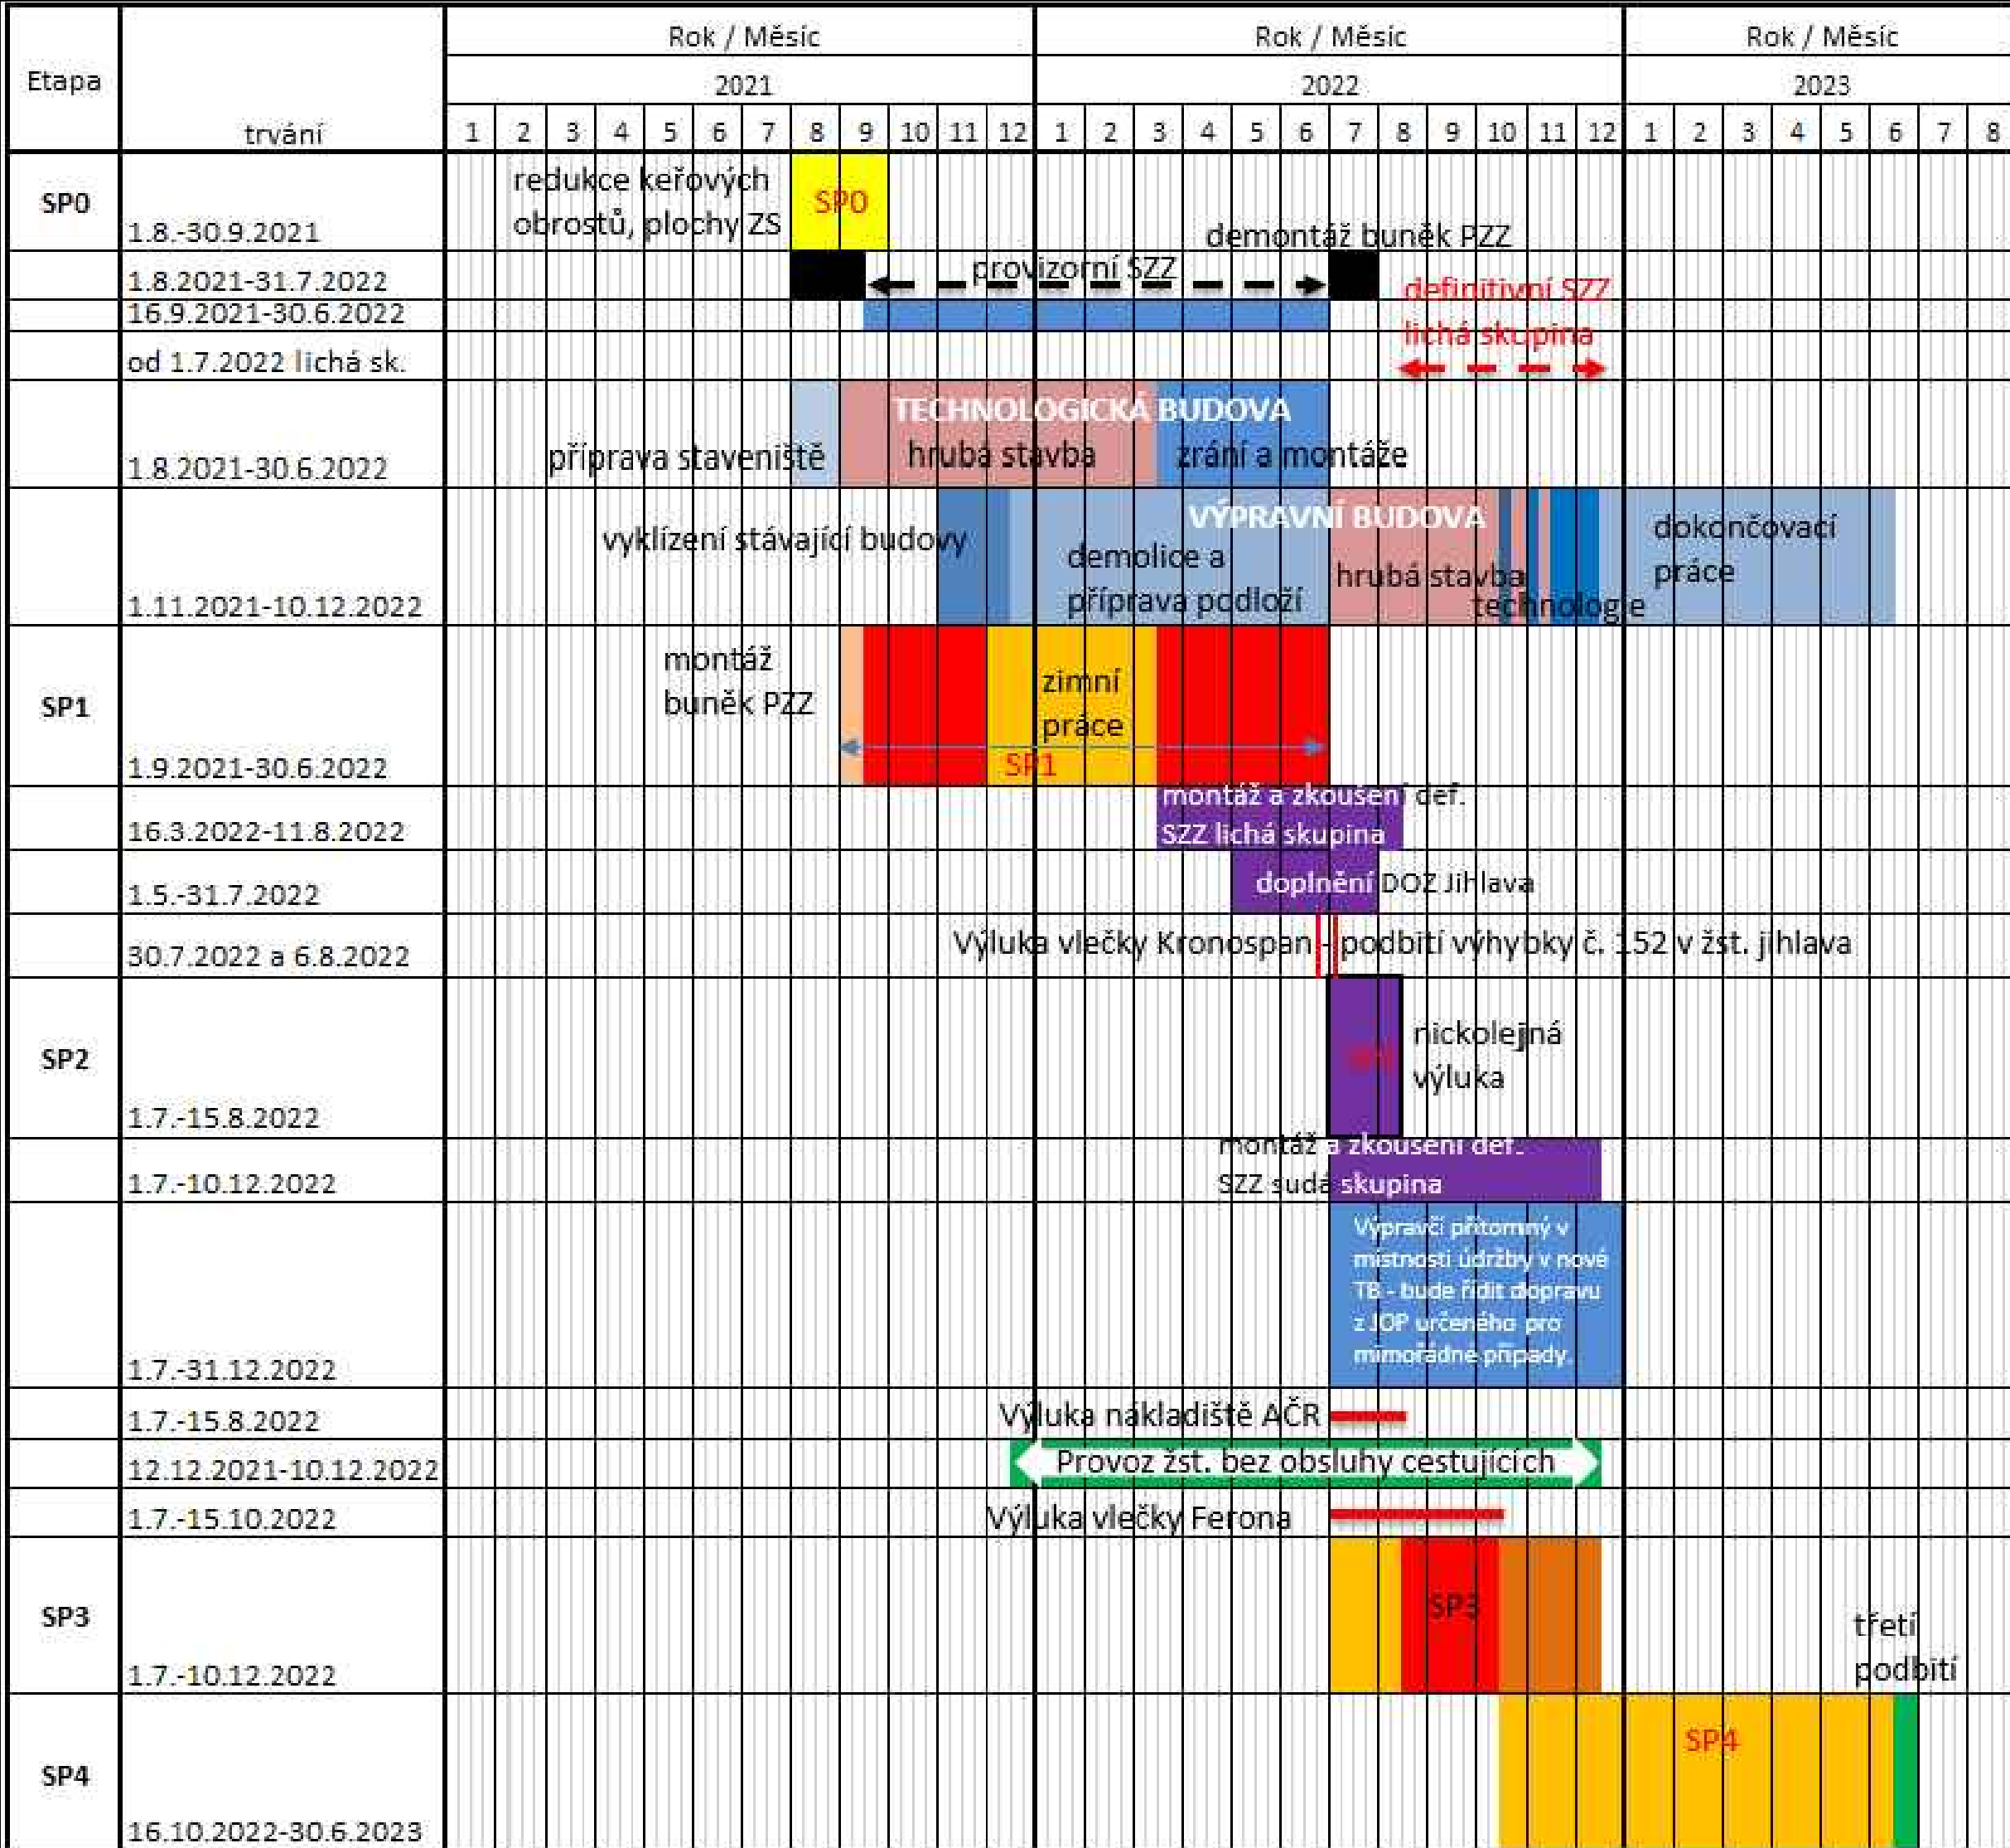 Etapa
trvání
Rok / Měsíc
Rok / Měsíc
Rok / Měsíc
2021
2022
2023
1 2 3 4 5 6 7 8 9 10 11 12 1 2 3 4 5 6 7 8 9 10 11 12 1 2 3 4 5 6 7 8
SP0
1.8.-30.9.2021
redukce keřových
obrostů, plochy ZS
SP0
demontáž buněk PZZ
1.8.2021-31.7.2022
provizorní SZZ
definitivní SZZ
16.9.2021-30.6.2022
lichá skupina
od 1.7.2022 lichá sk.
TECHNOLOGICKÁ BUDOVA
příprava staveniště
hrubá stavba
zrání a montáže
1.8.2021-30.6.2022
VÝPRAVNÍ BUDOVA
vyklízení stávající budovy
demolice a
příprava podloží
hrubá stavba
technologie
dokončovací
práce
1.11.2021-10.12.2022
SP1
montáž
buněk PZZ
zimní
práce
SP1
1.9.2021-30.6.2022
montáž a zkoušení def.
SZZ lichá skupina
16.3.2022-11.8.2022
doplnění DOZ Jihlava
1.5.-31.7.2022
Výluka vlečky Kronospan - podbití výhybky č. 152 v žst. jihlava
30.7.2022 a 6.8.2022
SP2
nickolejná
výluka
1.7.-15.8.2022
montáž a zkoušení def.
SZZ sudá skupina
1.7.-10.12.2022
Výpravčí přítomný v
místnosti údržby v nové
TB - bude řídit dopravu
z JOP určeného pro
mimořádné případy.
1.7.-31.12.2022
1.7.-15.8.2022
Výluka nákladiště AČR
12.12.2021-10.12.2022
Provoz žst. bez obsluhy cestujících
1.7.-15.10.2022
Výluka vlečky Ferona
SP3
SP3
1.7.-10.12.2022
třetí
podbití
SP4
SP4
16.10.2022-30.6.2023